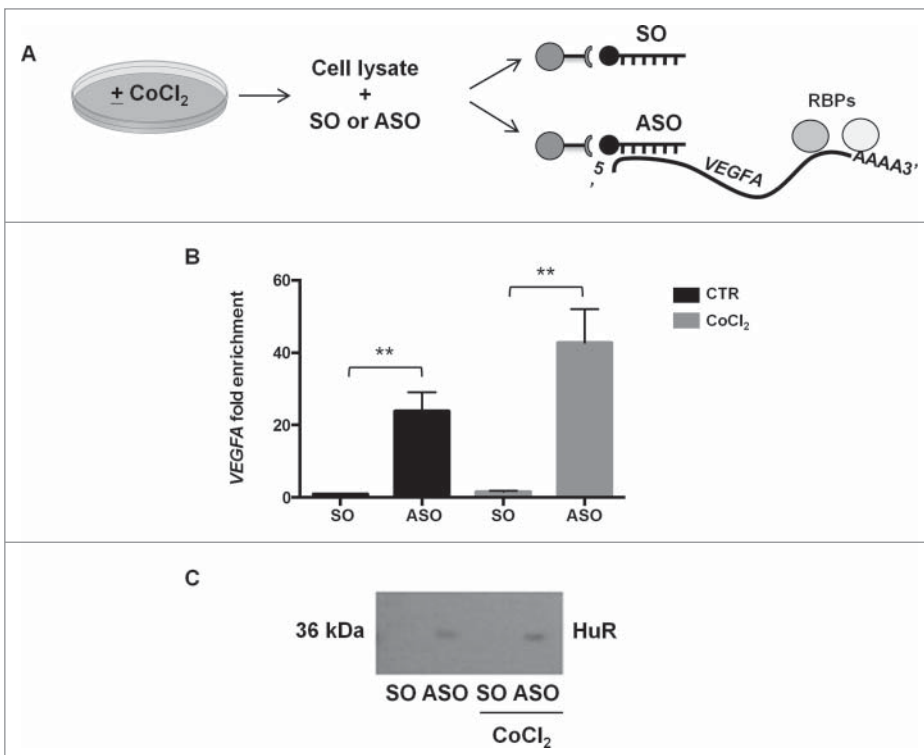 A
± CoCl₂
Cell lysate
+
SO or ASO
SO
ASO
5
'
VEGFA
RBPs
AAAA3'
B
VEGFA fold enrichment
60
40
20
0
**
**
SO
ASO
SO
ASO
CTR
CoCl₂
C
36 kDa
HuR
SO ASO SO ASO
CoCl₂